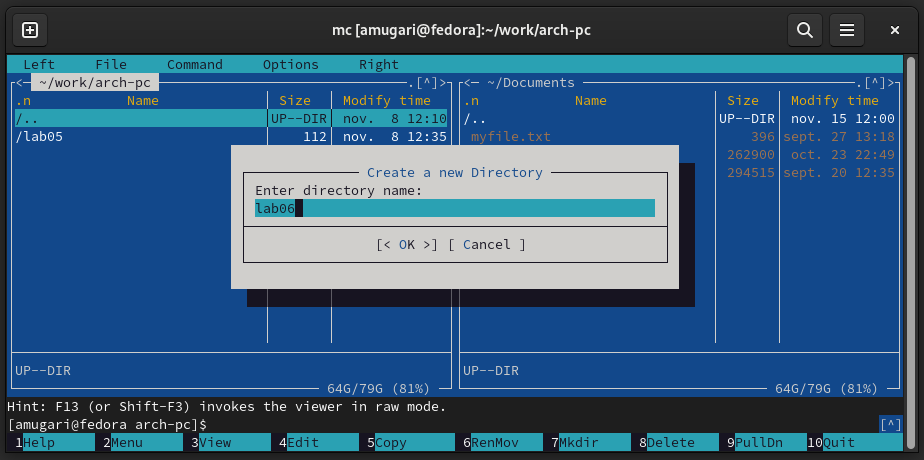 mc [amugari@fedora]:~/work/arch-pc
Left File Command Options Right
<─ ~/work/arch-pc .[^]> <─ ~/Documents .[^]>
.n Name Size Modify time .n Name Size Modify time
/.. UP--DIR nov. 8 12:10 /.. UP--DIR nov. 15 12:00
/lab05 112 nov. 8 12:35 myfile.txt 396 sept. 27 13:18
262900 oct. 23 22:49
294515 sept. 20 12:35
Create a new Directory
Enter directory name:
lab06
[< OK >] [ Cancel ]
UP--DIR UP--DIR
64G/79G (81%) 64G/79G (81%)
Hint: F13 (or Shift-F3) invokes the viewer in raw mode.
[amugari@fedora arch-pc]$ [^]
1Help 2Menu 3View 4Edit 5Copy 6RenMov 7Mkdir 8Delete 9PullDn 10Quit